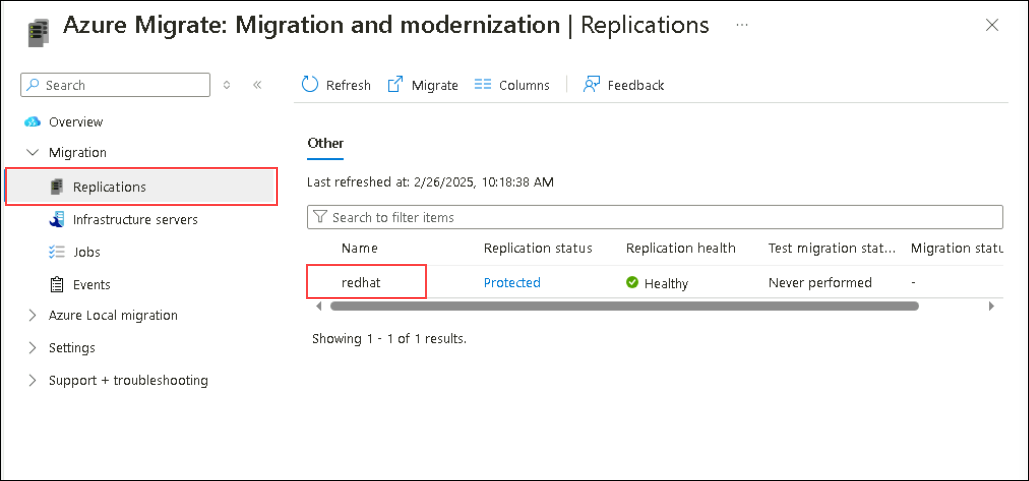 Azure Migrate: Migration and modernization | Replications ...
Search
Refresh Migrate Columns Feedback
Overview
Migration
Replications
Infrastructure servers
Jobs
Events
Azure Local migration
Settings
Support + troubleshooting
Other
Last refreshed at: 2/26/2025, 10:18:38 AM
Search to filter items
Name Replication status Replication health Test migration stat... Migration statu
redhat Protected Healthy Never performed -
Showing 1 - 1 of 1 results.